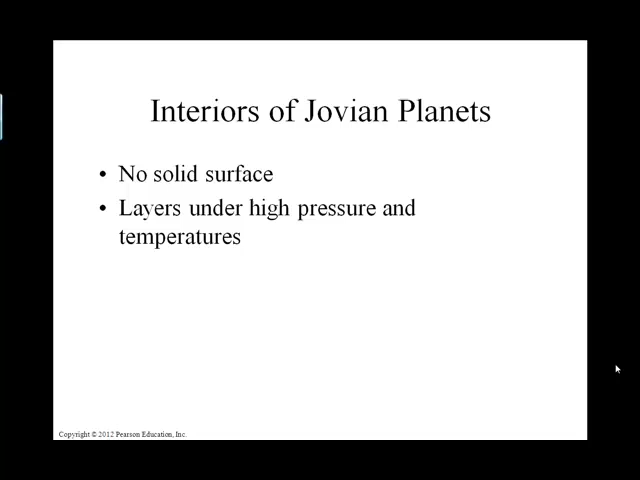 Interiors of Jovian Planets
• No solid surface
• Layers under high pressure and
temperatures
Copyright © 2012 Pearson Education, Inc.